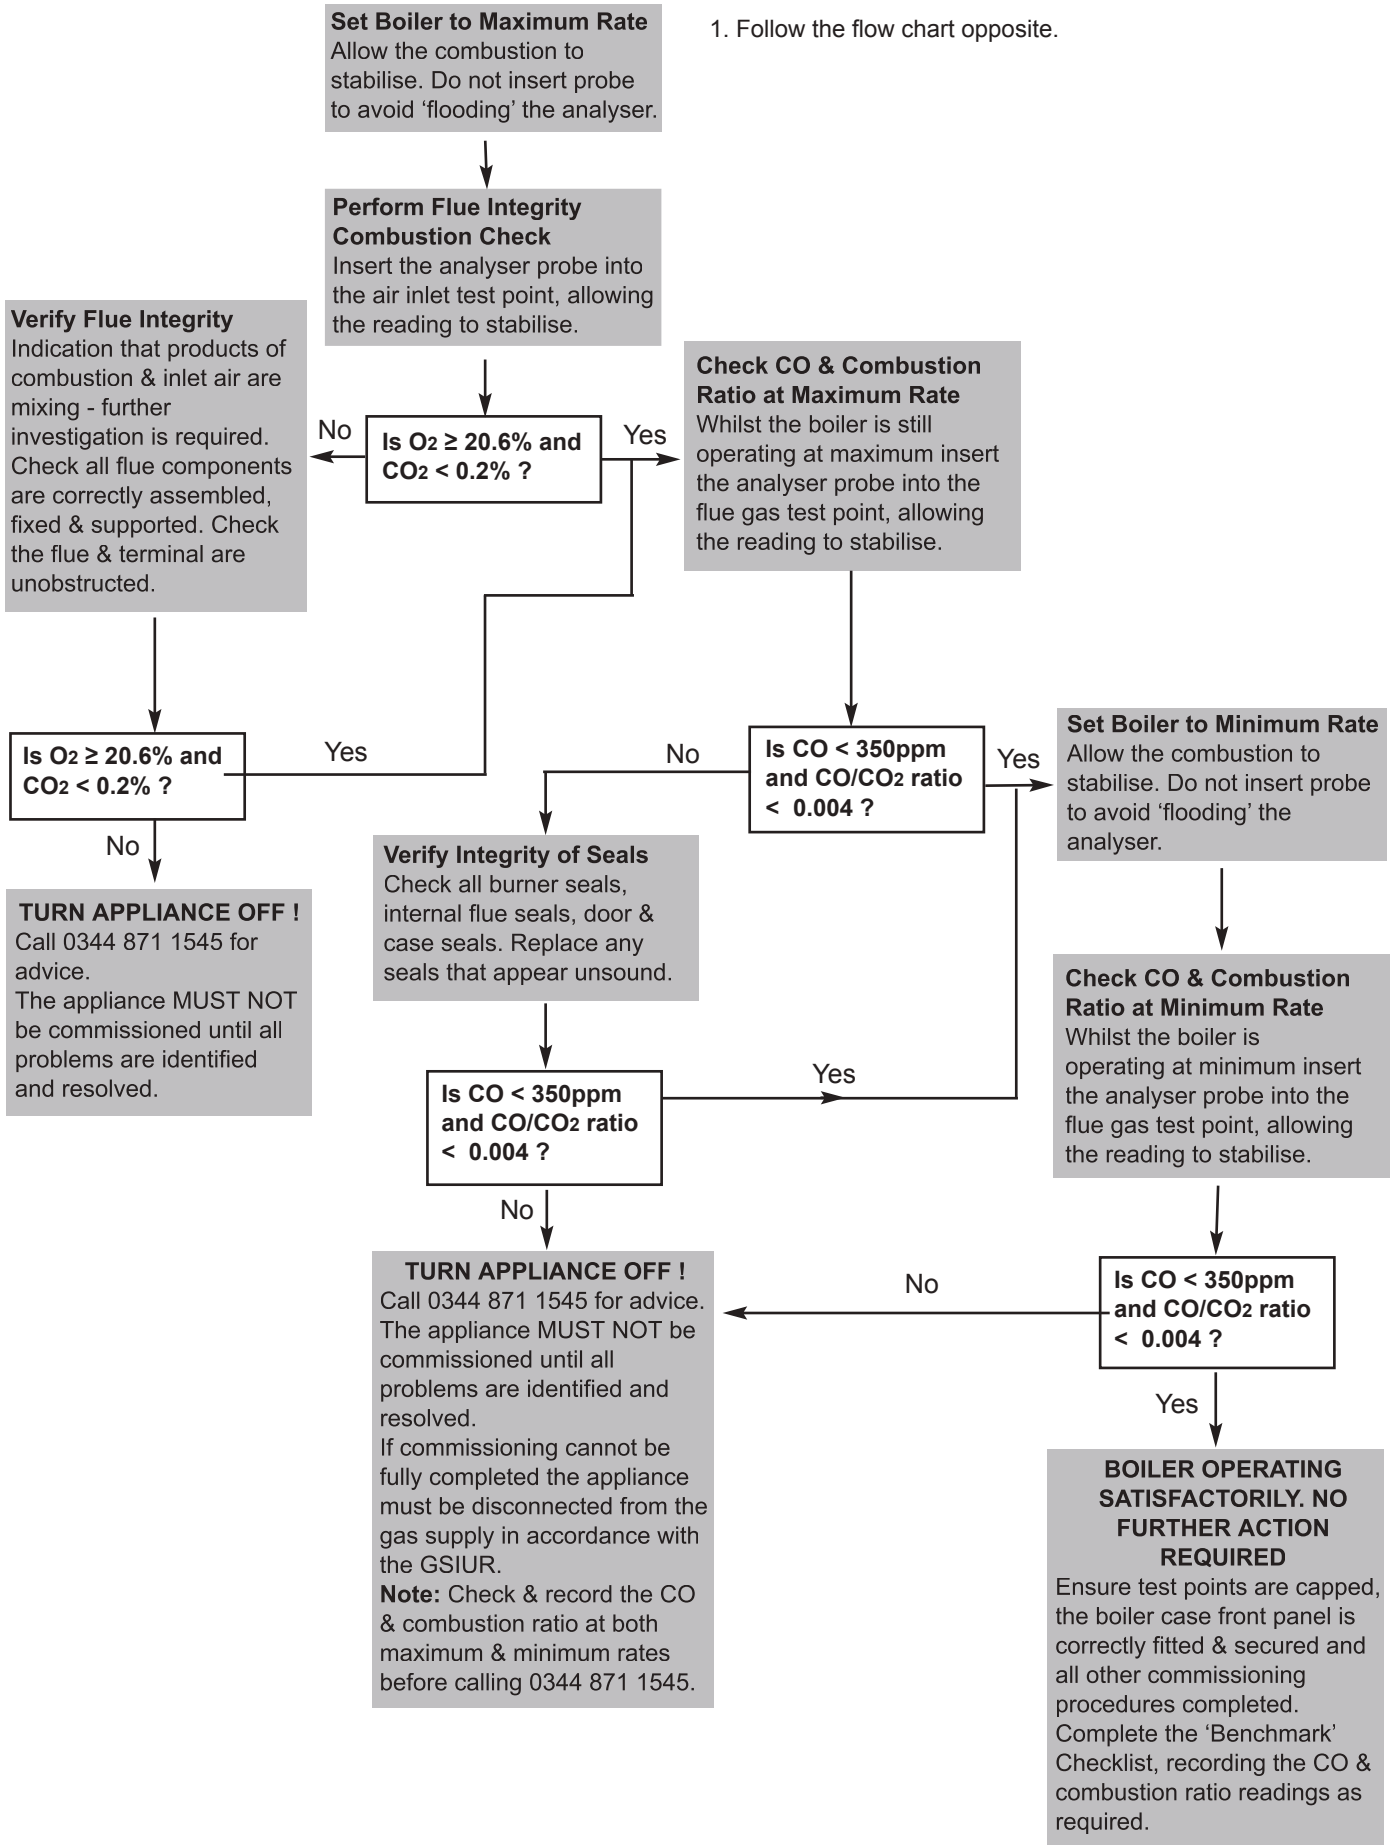 Set Boiler to Maximum Rate
Allow the combustion to
stabilise. Do not insert probe
to avoid ‘flooding’ the analyser.
1. Follow the flow chart opposite.
Perform Flue Integrity
Combustion Check
Insert the analyser probe into
the air inlet test point, allowing
the reading to stabilise.
Verify Flue Integrity
Indication that products of
combustion & inlet air are
mixing - further
investigation is required.
Check all flue components
are correctly assembled,
fixed & supported. Check
the flue & terminal are
unobstructed.
No
Is O2 ≥ 20.6% and
CO2 < 0.2% ?
Yes
Check CO & Combustion
Ratio at Maximum Rate
Whilst the boiler is still
operating at maximum insert
the analyser probe into the
flue gas test point, allowing
the reading to stabilise.
Is O2 ≥ 20.6% and
CO2 < 0.2% ?
Yes
No
TURN APPLIANCE OFF !
Call 0344 871 1545 for
advice.
The appliance MUST NOT
be commissioned until all
problems are identified
and resolved.
No
Is CO < 350ppm
and CO/CO2 ratio
< 0.004 ?
Yes
Set Boiler to Minimum Rate
Allow the combustion to
stabilise. Do not insert probe
to avoid ‘flooding’ the
analyser.
Verify Integrity of Seals
Check all burner seals,
internal flue seals, door &
case seals. Replace any
seals that appear unsound.
Check CO & Combustion
Ratio at Minimum Rate
Whilst the boiler is
operating at minimum insert
the analyser probe into the
flue gas test point, allowing
the reading to stabilise.
Is CO < 350ppm
and CO/CO2 ratio
< 0.004 ?
Yes
No
TURN APPLIANCE OFF !
Call 0344 871 1545 for advice.
The appliance MUST NOT be
commissioned until all
problems are identified and
resolved.
If commissioning cannot be
fully completed the appliance
must be disconnected from the
gas supply in accordance with
the GSIUR.
Note: Check & record the CO
& combustion ratio at both
maximum & minimum rates
before calling 0344 871 1545.
No
Is CO < 350ppm
and CO/CO2 ratio
< 0.004 ?
Yes
BOILER OPERATING
SATISFACTORILY. NO
FURTHER ACTION
REQUIRED
Ensure test points are capped,
the boiler case front panel is
correctly fitted & secured and
all other commissioning
procedures completed.
Complete the ‘Benchmark’
Checklist, recording the CO &
combustion ratio readings as
required.